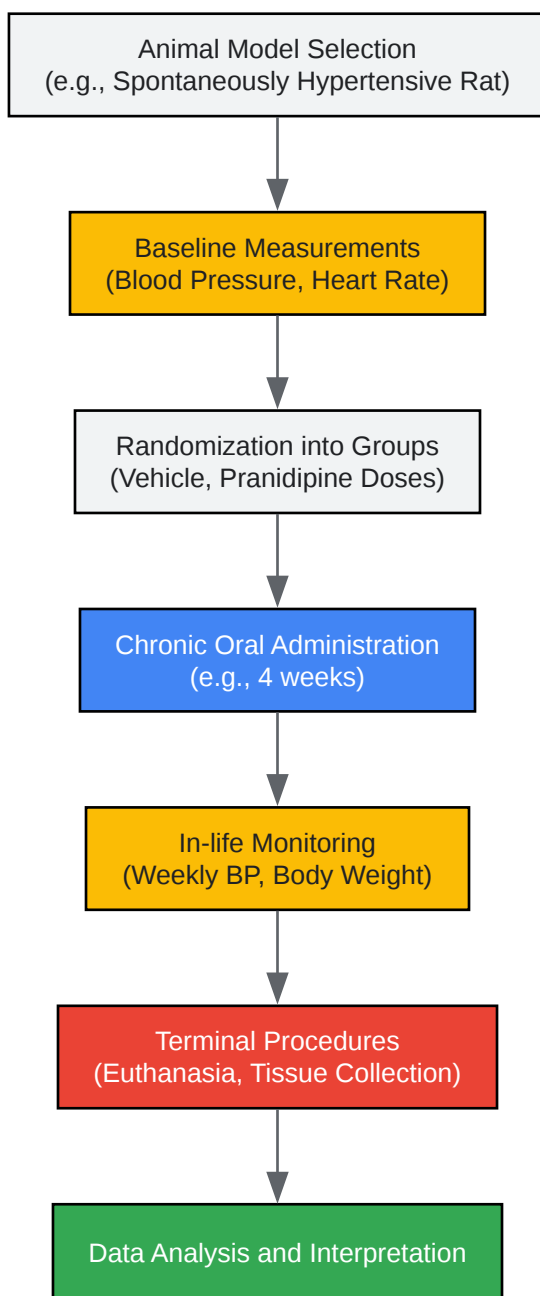 Animal Model Selection
(e.g., Spontaneously Hypertensive Rat)
Baseline Measurements
(Blood Pressure, Heart Rate)
Randomization into Groups
(Vehicle, Pranidipine Doses)
Chronic Oral Administration
(e.g., 4 weeks)
In-life Monitoring
(Weekly BP, Body Weight)
Terminal Procedures
(Euthanasia, Tissue Collection)
Data Analysis and Interpretation